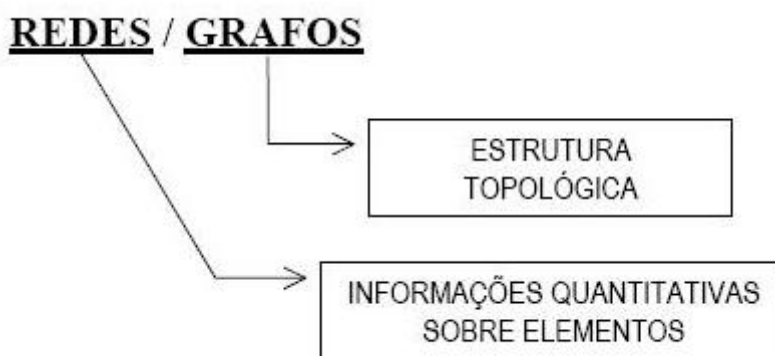 REDES / GRAFOS
ESTRUTURA
TOPOLÓGICA
INFORMAÇÕES QUANTITATIVAS
SOBRE ELEMENTOS